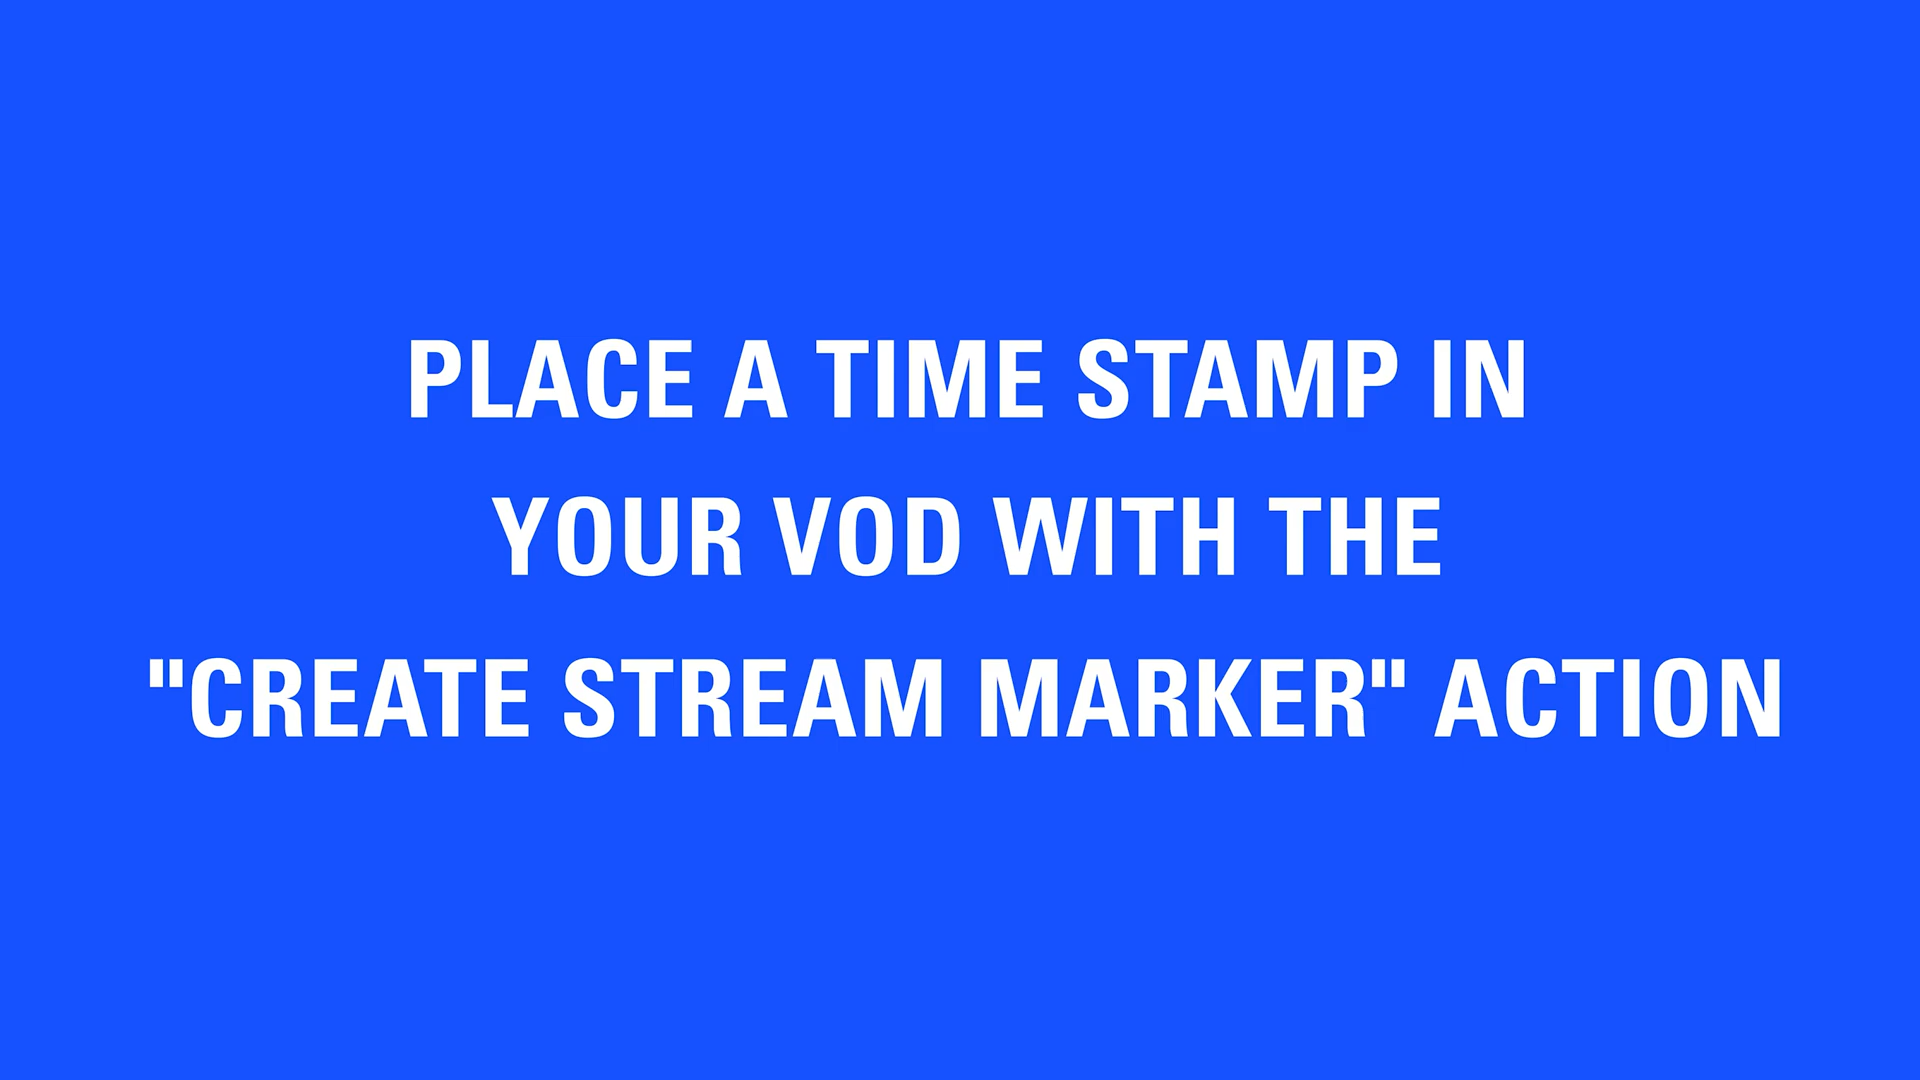 PLACE A TIME STAMP IN
YOUR VOD WITH THE
"CREATE STREAM MARKER" ACTION